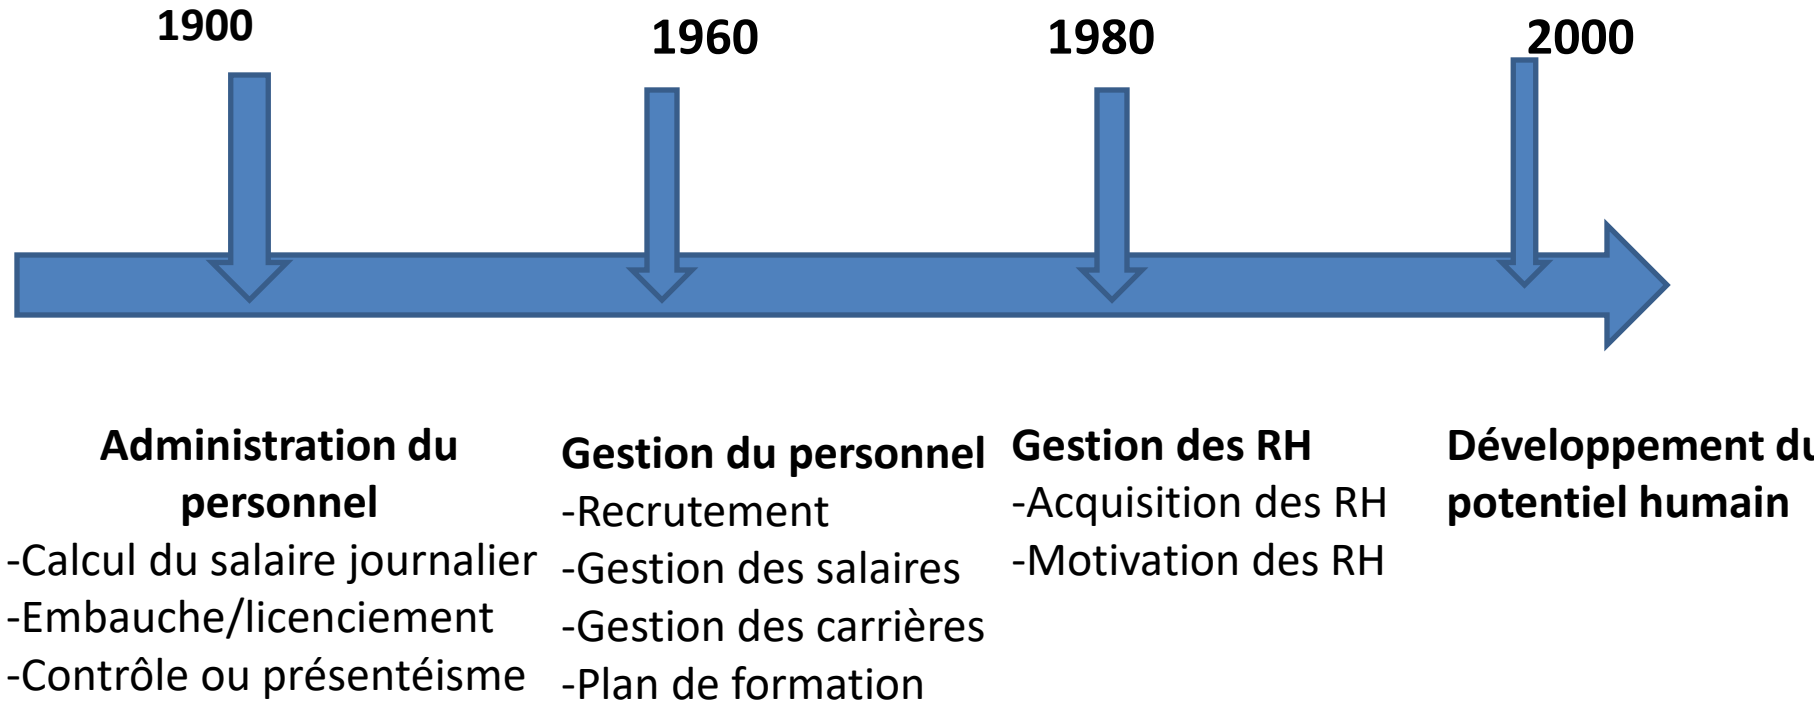 1900
1960
1980
2000
Administration du
personnel
-Calcul du salaire journalier
-Embauche/licenciement
-Contrôle ou présentéisme
Gestion du personnel
-Recrutement
-Gestion des salaires
-Gestion des carrières
-Plan de formation
Gestion des RH
-Acquisition des RH
-Motivation des RH
Développement du
potentiel humain